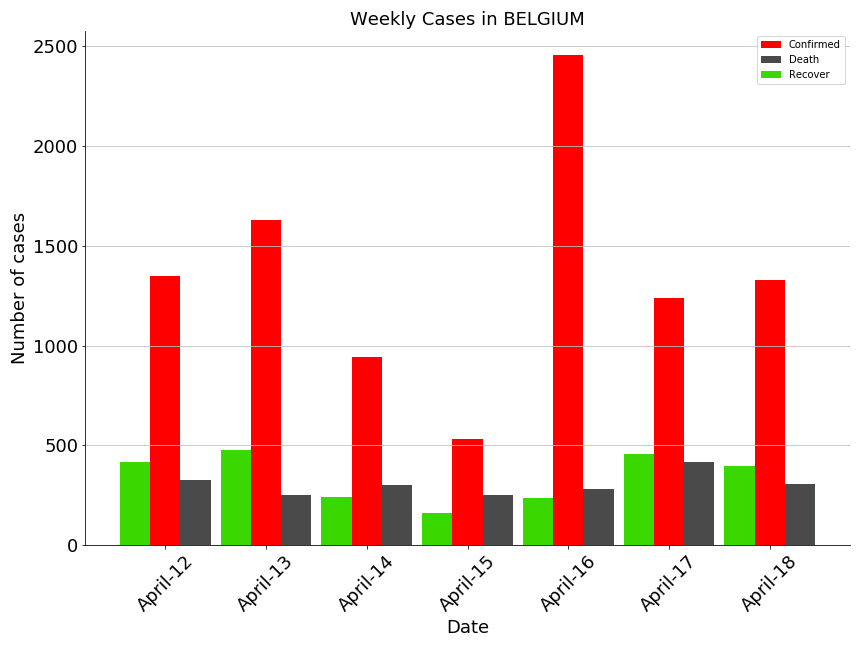 Weekly Cases in BELGIUM
Confirmed
Death
Recover
Number of cases
2500
2000
1500
1000
500
0
April-12
April-13
April-14
April-15
April-16
April-17
April-18
Date